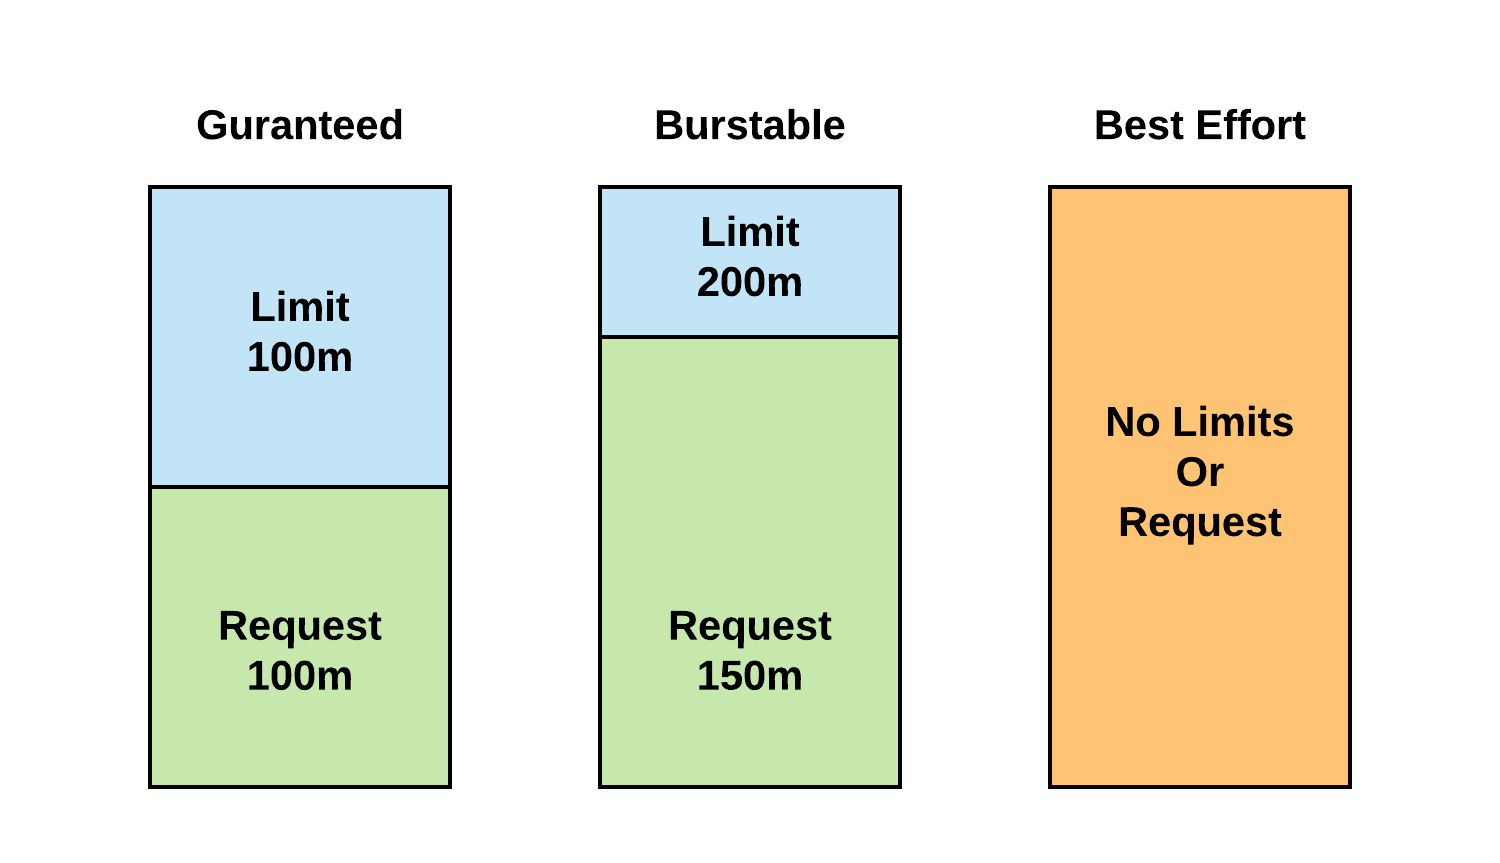 Guranteed
Burstable
Best Effort
Limit
100m
Request
100m
Limit
200m
Request
150m
No Limits
Or
Request